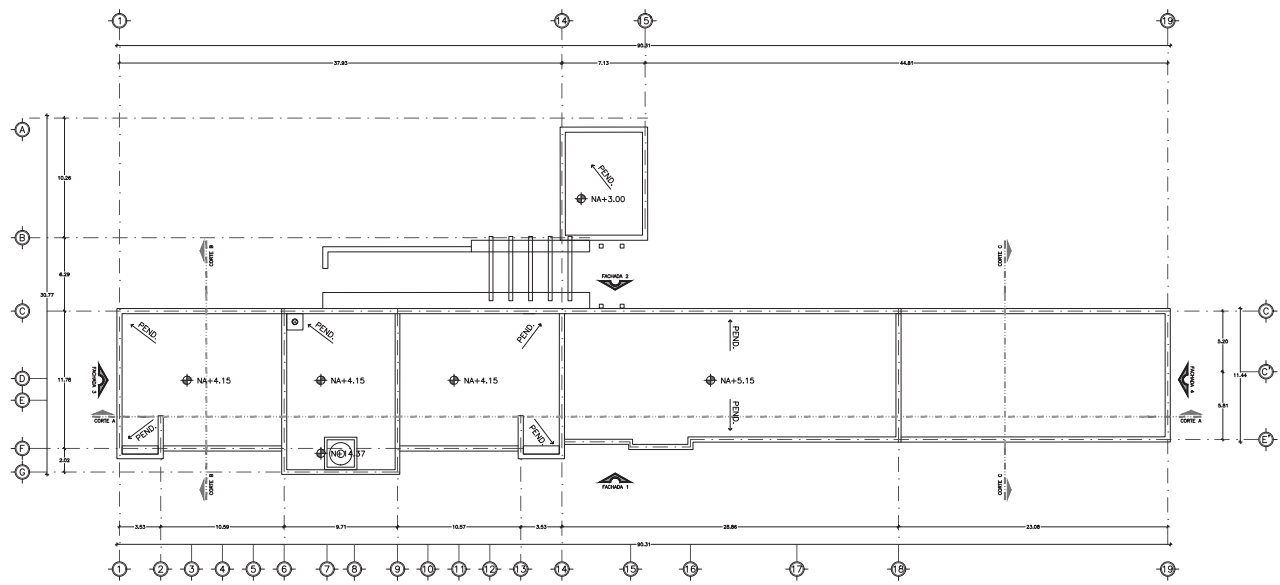 1 14 15 19
90.31
37.93 7.13 44.81
A
PEND.
10.26
NA+3.00
B
CORTE B
CORTE C
6.29
FACHADA 2
30.77
C C
PEND. PEND. PEND. PEND.
5.20
11.76
D NA+4.15 NA+4.15 NA+4.15 NA+5.15 C'
FACHADA 3 FACHADA 4
11.44
E
5.81
CORTE A CORTE A
PEND. PEND. PEND.
F E'
NA+4.37
2.02
G
CORTE B FACHADA 1 CORTE C
3.53 10.59 9.71 10.57 3.53 28.86 23.08
90.31
1 2 3 4 5 6 7 8 9 10 11 12 13 14 15 16 17 18 19